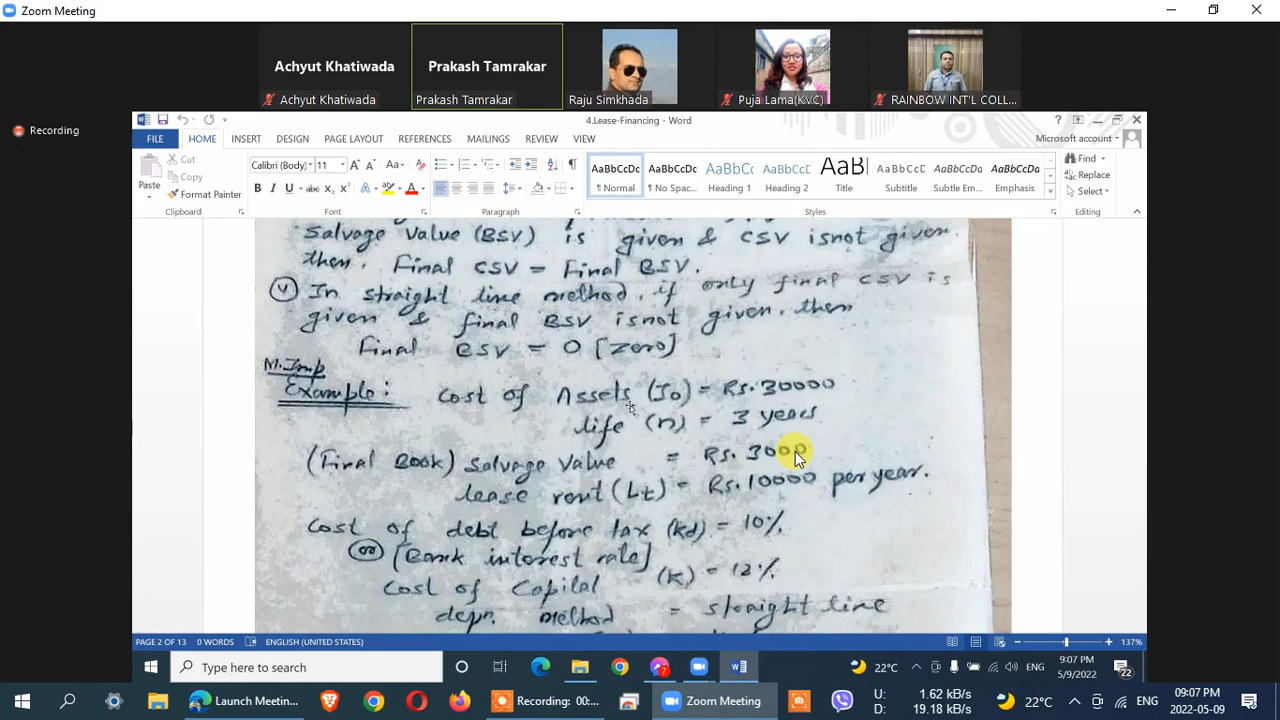 Zoom Meeting
Achyut Khatiwada
Prakash Tamrakar
Achyut Khatiwada
Prakash Tamrakar
Raju Simkhada
Puja Lama(KVC)
RAINBOW INT'L COLL...
Recording
4.Lease-Financing - Word
FILE HOME INSERT DESIGN PAGE LAYOUT REFERENCES MAILINGS REVIEW VIEW
Microsoft account
Paste
Cut
Copy
Format Painter
Clipboard
Calibri (Body) 11
Font
Paragraph
AaBbCcDc AaBbCcDc AaBbCc AaBbCc AaBl AaBbCcD AaBbCcDa AaBbCcDa
¶ Normal ¶ No Spac... Heading 1 Heading 2 Title Subtitle Subtle Em... Emphasis
Styles
Find
Replace
Select
Editing
Salvage Value (BSV) is given & CSV is not given.
then. Final CSV = Final BSV.
(V) In straight line method, if only final CSV is
given & final BSV is not given. then
Final BSV = 0 [zero]
M.Imp
Example: Cost of Assets (I0) = Rs. 30000
life (n) = 3 years
(Final Book) Salvage Value = Rs. 3000
lease rent (Lt) = Rs. 10000 per year.
Cost of debt before tax (Kd) = 10%
[Bank interest rate]
Cost of Capital (K) = 12%
depn. method = straight line
PAGE 2 OF 13 0 WORDS ENGLISH (UNITED STATES) 137%
Type here to search
22°C
ENG
9:07 PM
5/9/2022
22
Launch Meetin...
Recording: 00:...
Zoom Meeting
U: 1.62 kB/s
D: 19.18 kB/s
22°C
ENG
09:07 PM
2022-05-09